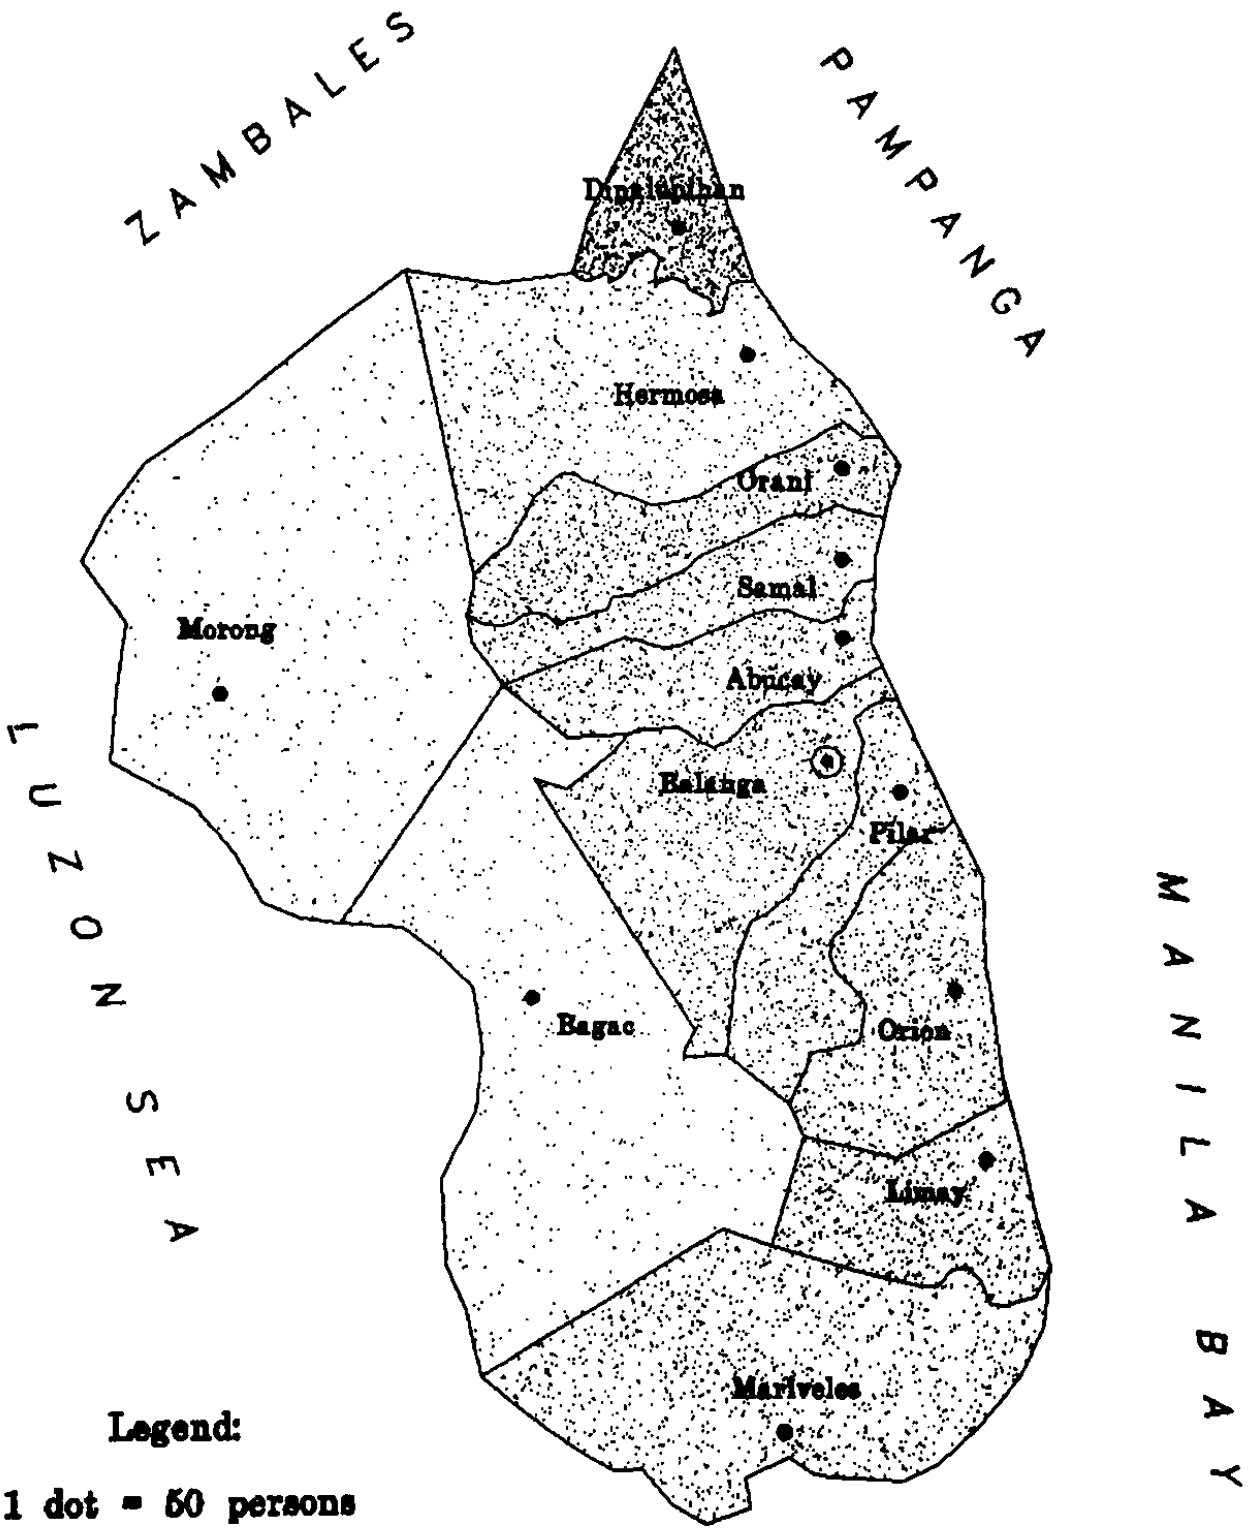 ZAMBALES
PAMPANGA
Dinalupihan
Hermosa
Orani
Samal
Morong
Abucay
Balanga
Pilar
LUZON SEA
MANILA BAY
Bagac
Orion
Limay
Mariveles
Legend:
1 dot = 50 persons